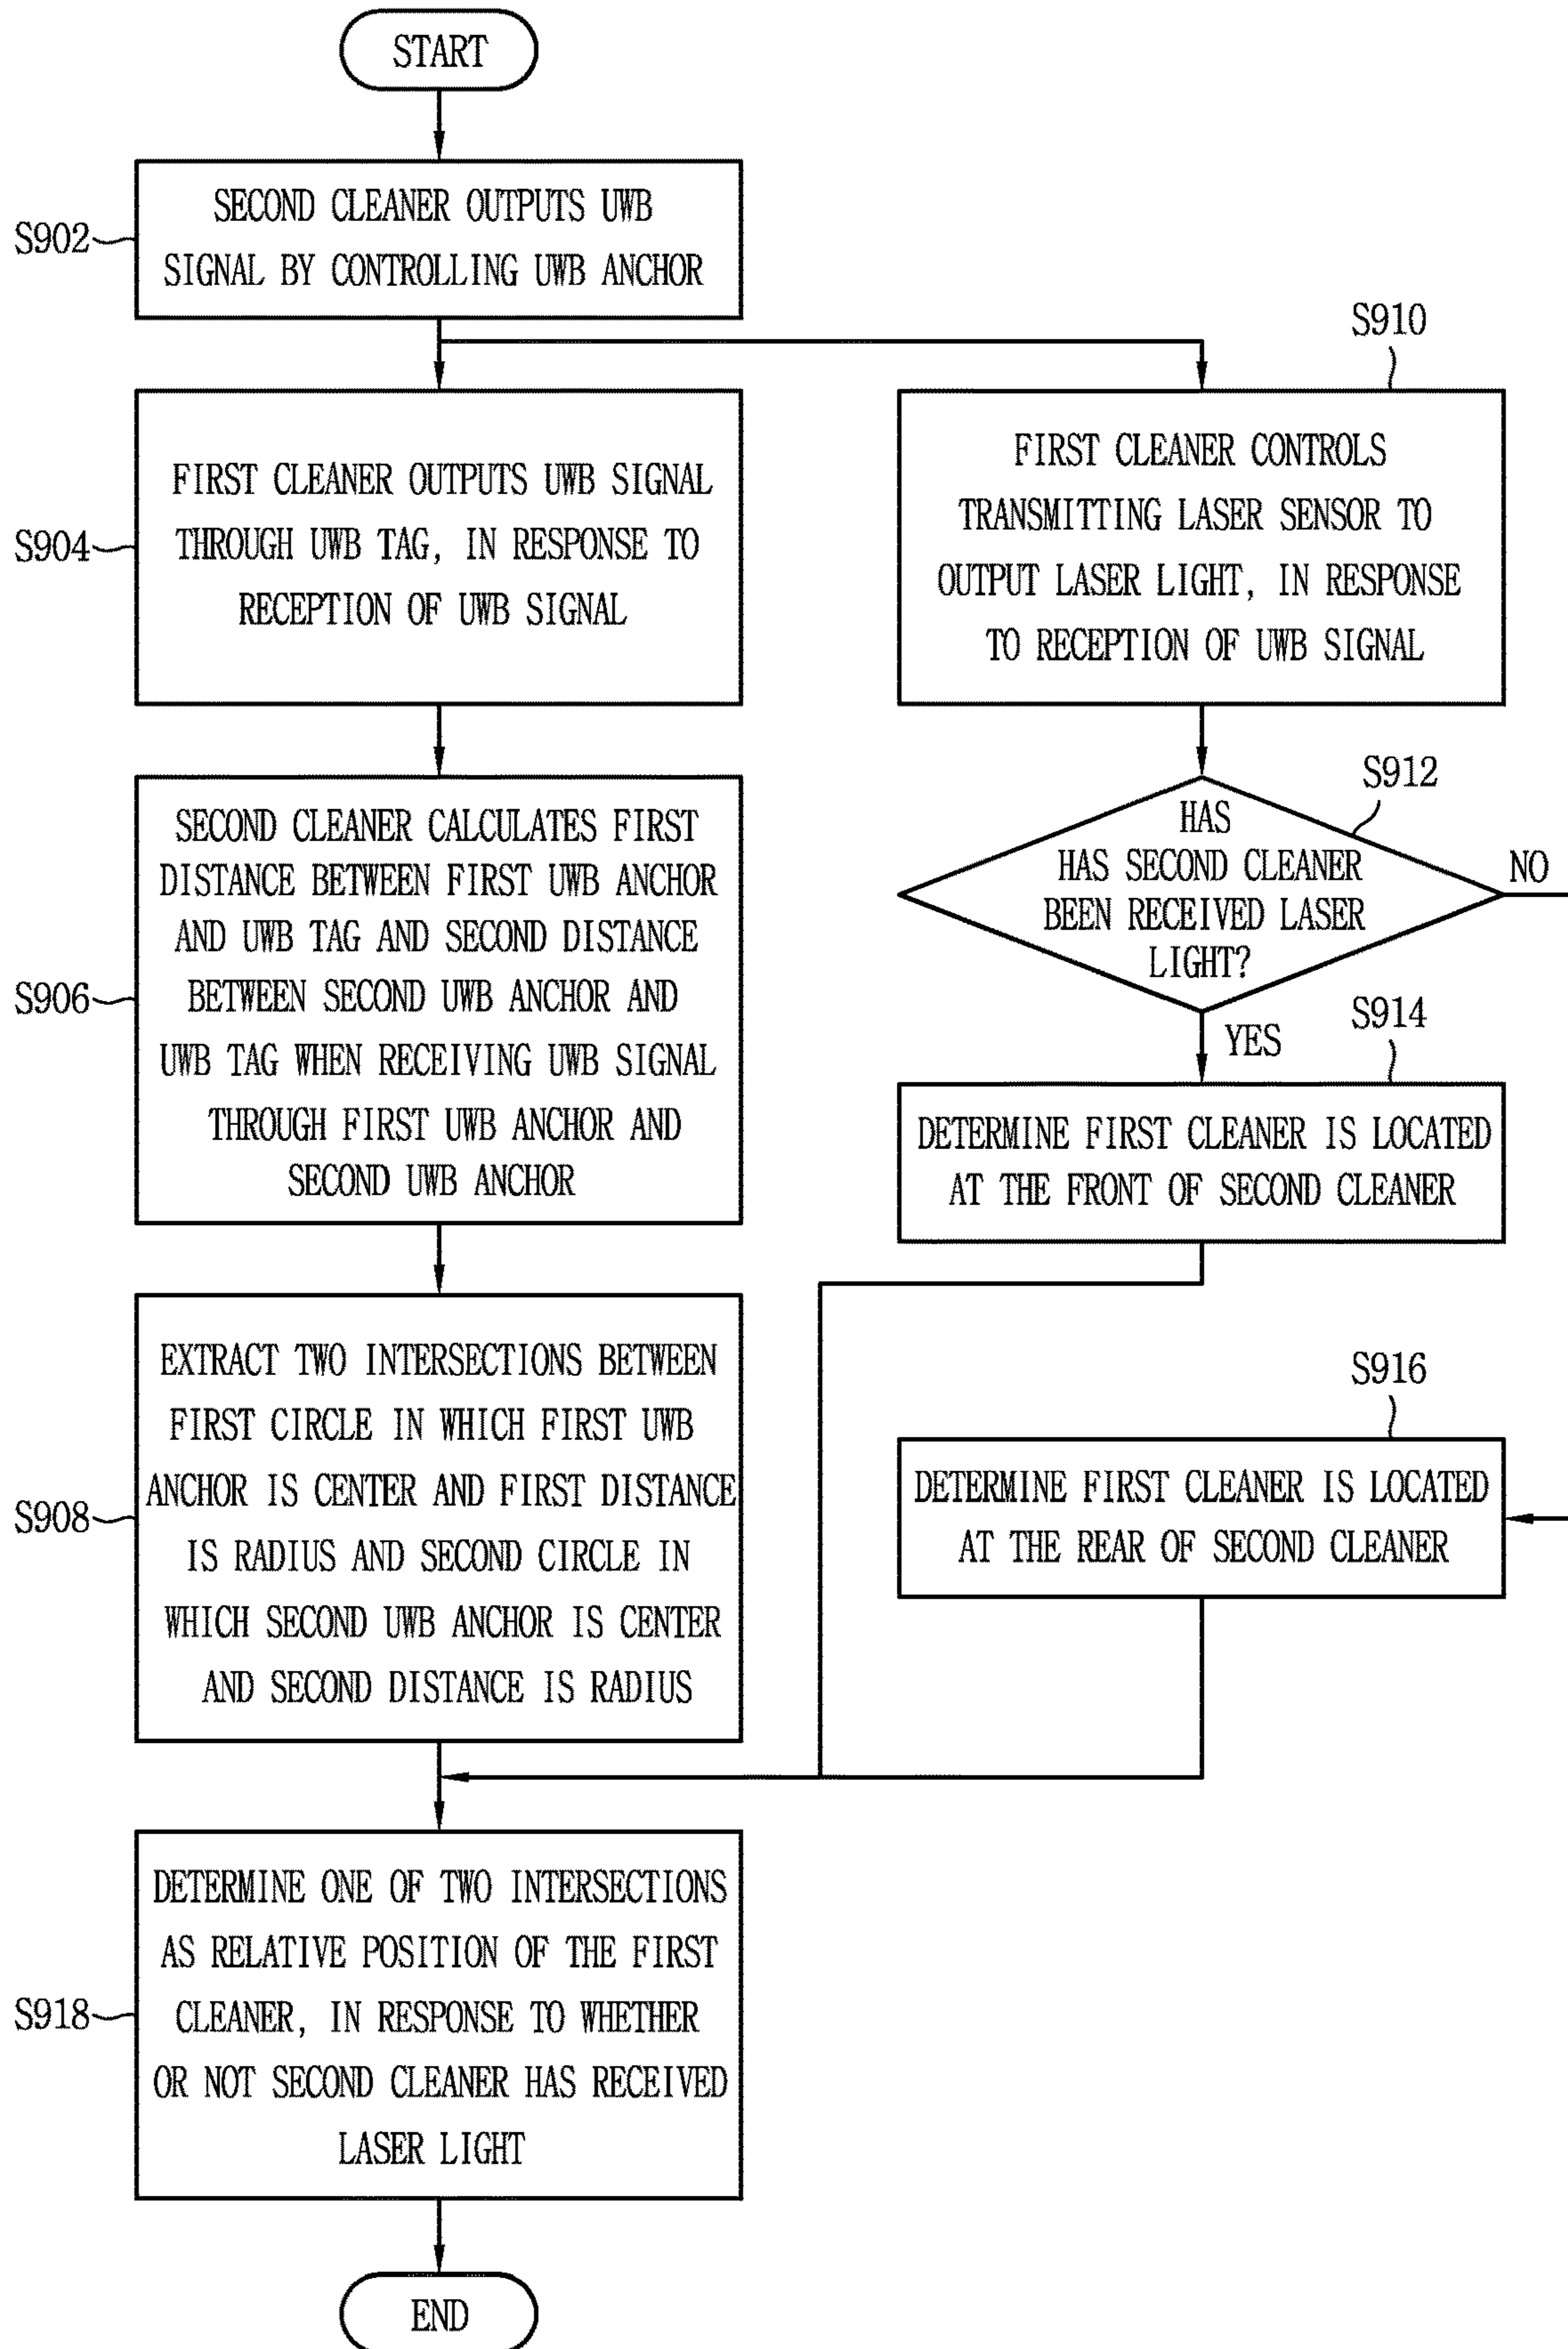 START
S902
SECOND CLEANER OUTPUTS UWB
SIGNAL BY CONTROLLING UWB ANCHOR
S904
FIRST CLEANER OUTPUTS UWB SIGNAL
THROUGH UWB TAG, IN RESPONSE TO
RECEPTION OF UWB SIGNAL
S906
SECOND CLEANER CALCULATES FIRST
DISTANCE BETWEEN FIRST UWB ANCHOR
AND UWB TAG AND SECOND DISTANCE
BETWEEN SECOND UWB ANCHOR AND
UWB TAG WHEN RECEIVING UWB SIGNAL
THROUGH FIRST UWB ANCHOR AND
SECOND UWB ANCHOR
S908
EXTRACT TWO INTERSECTIONS BETWEEN
FIRST CIRCLE IN WHICH FIRST UWB
ANCHOR IS CENTER AND FIRST DISTANCE
IS RADIUS AND SECOND CIRCLE IN
WHICH SECOND UWB ANCHOR IS CENTER
AND SECOND DISTANCE IS RADIUS
S910
FIRST CLEANER CONTROLS
TRANSMITTING LASER SENSOR TO
OUTPUT LASER LIGHT, IN RESPONSE
TO RECEPTION OF UWB SIGNAL
S912
HAS
HAS SECOND CLEANER
BEEN RECEIVED LASER
LIGHT?
NO
YES
S914
DETERMINE FIRST CLEANER IS LOCATED
AT THE FRONT OF SECOND CLEANER
S916
DETERMINE FIRST CLEANER IS LOCATED
AT THE REAR OF SECOND CLEANER
S918
DETERMINE ONE OF TWO INTERSECTIONS
AS RELATIVE POSITION OF THE FIRST
CLEANER, IN RESPONSE TO WHETHER
OR NOT SECOND CLEANER HAS RECEIVED
LASER LIGHT
END